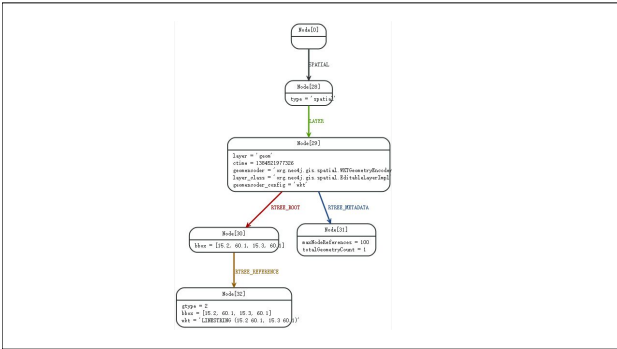 Node[0]
SPATIAL
Node[28]
type = 'spatial'
LAYER
Node[29]
layer = 'geom'
ctime = 1384521977326
geomencoder = 'org.neo4j.gis.spatial.WKTGeometryEncoder
layer_class = 'org.neo4j.gis.spatial.EditableLayerImpl
geomencoder_config = 'wkt'
RTREE_ROOT
RTREE_METADATA
Node[30]
bbox = [15.2, 60.1, 15.3, 60.1]
Node[31]
maxNodeReferences = 100
totalGeometryCount = 1
RTREE_REFERENCE
Node[32]
gtype = 2
bbox = [15.2, 60.1, 15.3, 60.1]
wkt = 'LINESTRING (15.2 60.1, 15.3 60.1)'